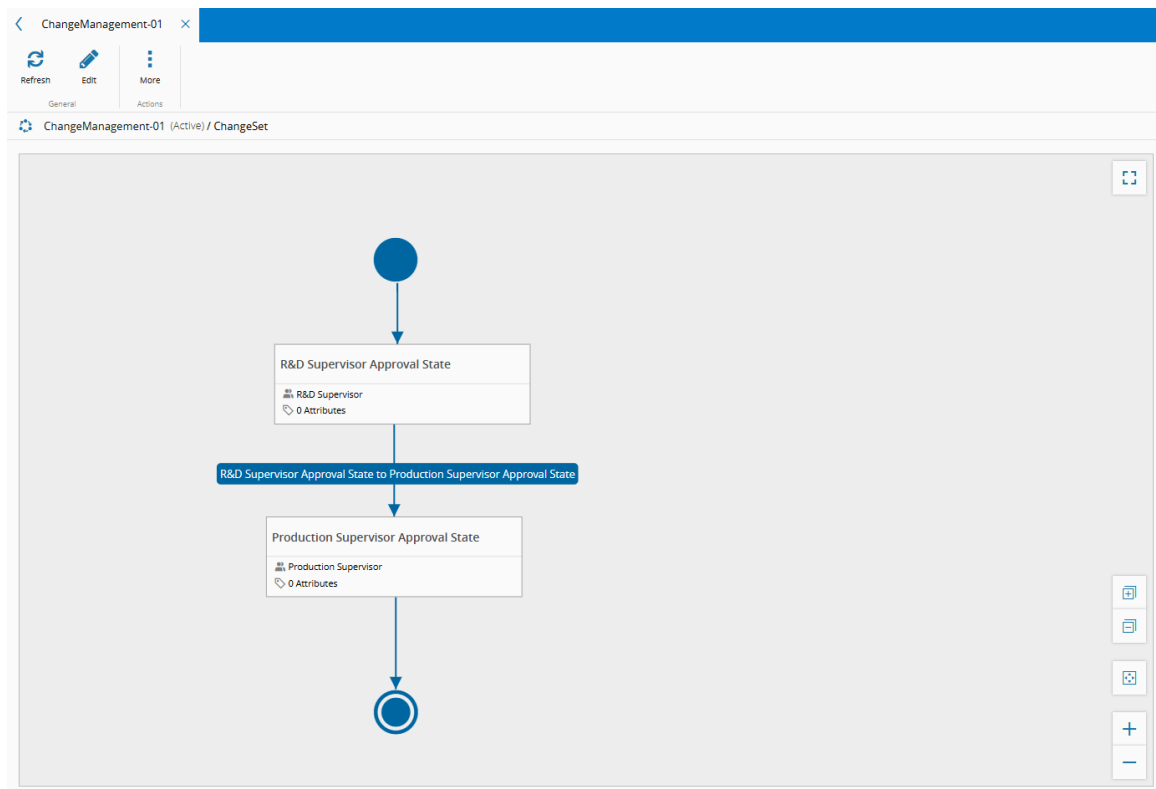 ChangeManagement-01
Refresh Edit More
General Actions
ChangeManagement-01 (Active) / ChangeSet
R&D Supervisor Approval State
R&D Supervisor
0 Attributes
R&D Supervisor Approval State to Production Supervisor Approval State
Production Supervisor Approval State
Production Supervisor
0 Attributes